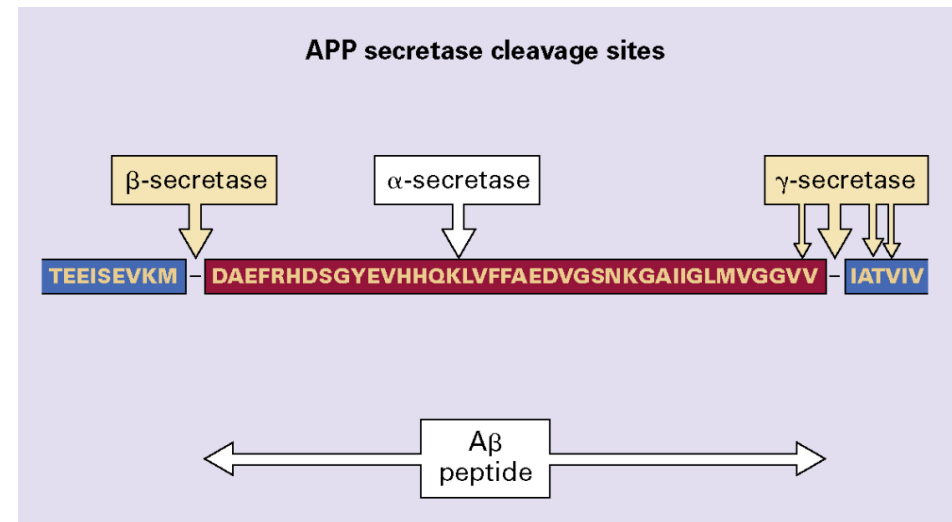 APP secretase cleavage sites
β-secretase α-secretase γ-secretase
TEEISEVKM – DAEFRHDSGYEVHHQKLVFFAEDVGSNKGAIIGLMVGGVV – IATVIV
Aβ
peptide